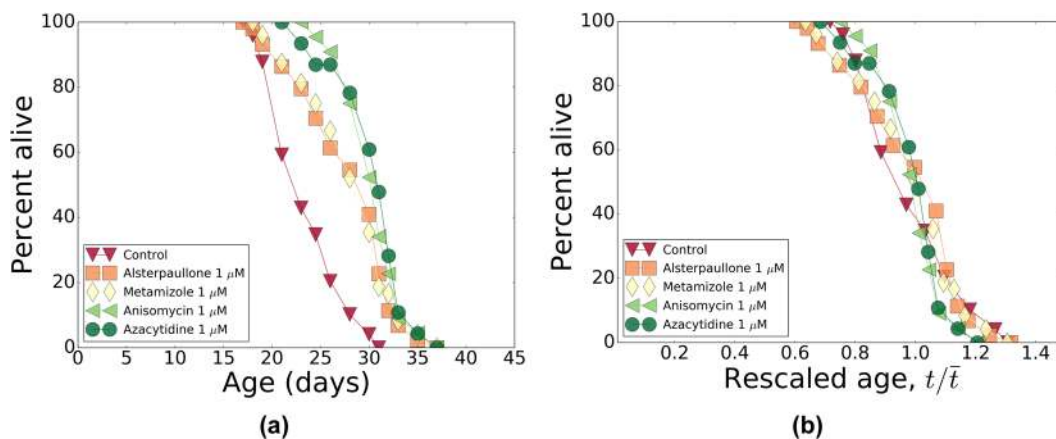 100
80
60
40
20
0
Percent alive
Control
Alsterpaullone 1 μM
Metamizole 1 μM
Anisomycin 1 μM
Azacytidine 1 μM
0 5 10 15 20 25 30 35 40 45
Age (days)
(a)
100
80
60
40
20
0
Percent alive
Control
Alsterpaullone 1 μM
Metamizole 1 μM
Anisomycin 1 μM
Azacytidine 1 μM
0.2 0.4 0.6 0.8 1.0 1.2 1.4
Rescaled age, t/t̄
(b)